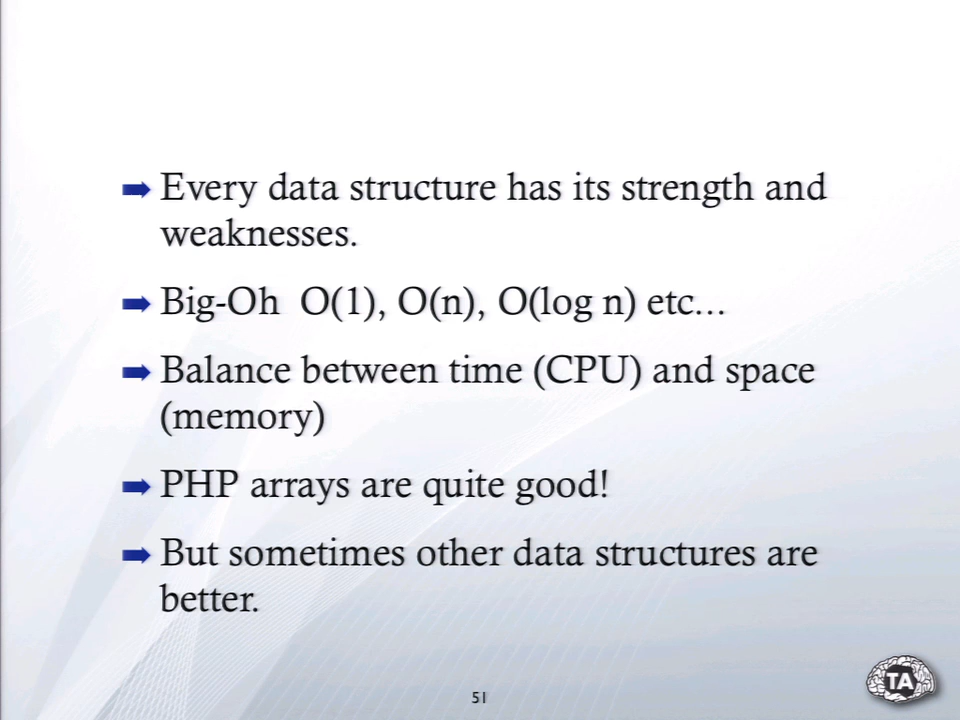 Every data structure has its strength and
weaknesses.
Big-Oh O(1), O(n), O(log n) etc...
Balance between time (CPU) and space
(memory)
PHP arrays are quite good!
But sometimes other data structures are
better.
51
TA